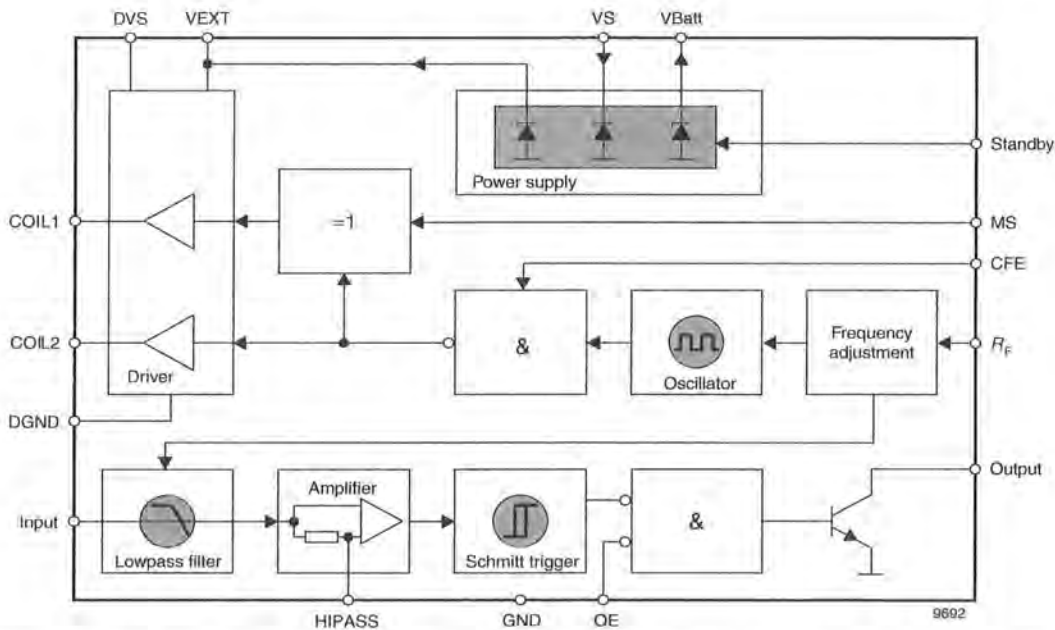 DVS VEXT VS VBatt
Standby
Power supply
COIL1
=1
MS
CFE
COIL2
&
Frequency
adjustment
RF
Oscillator
Driver
DGND
Output
Amplifier
Input
&
Lowpass filler
Schmitt trigger
HIPASS GND OE
9692